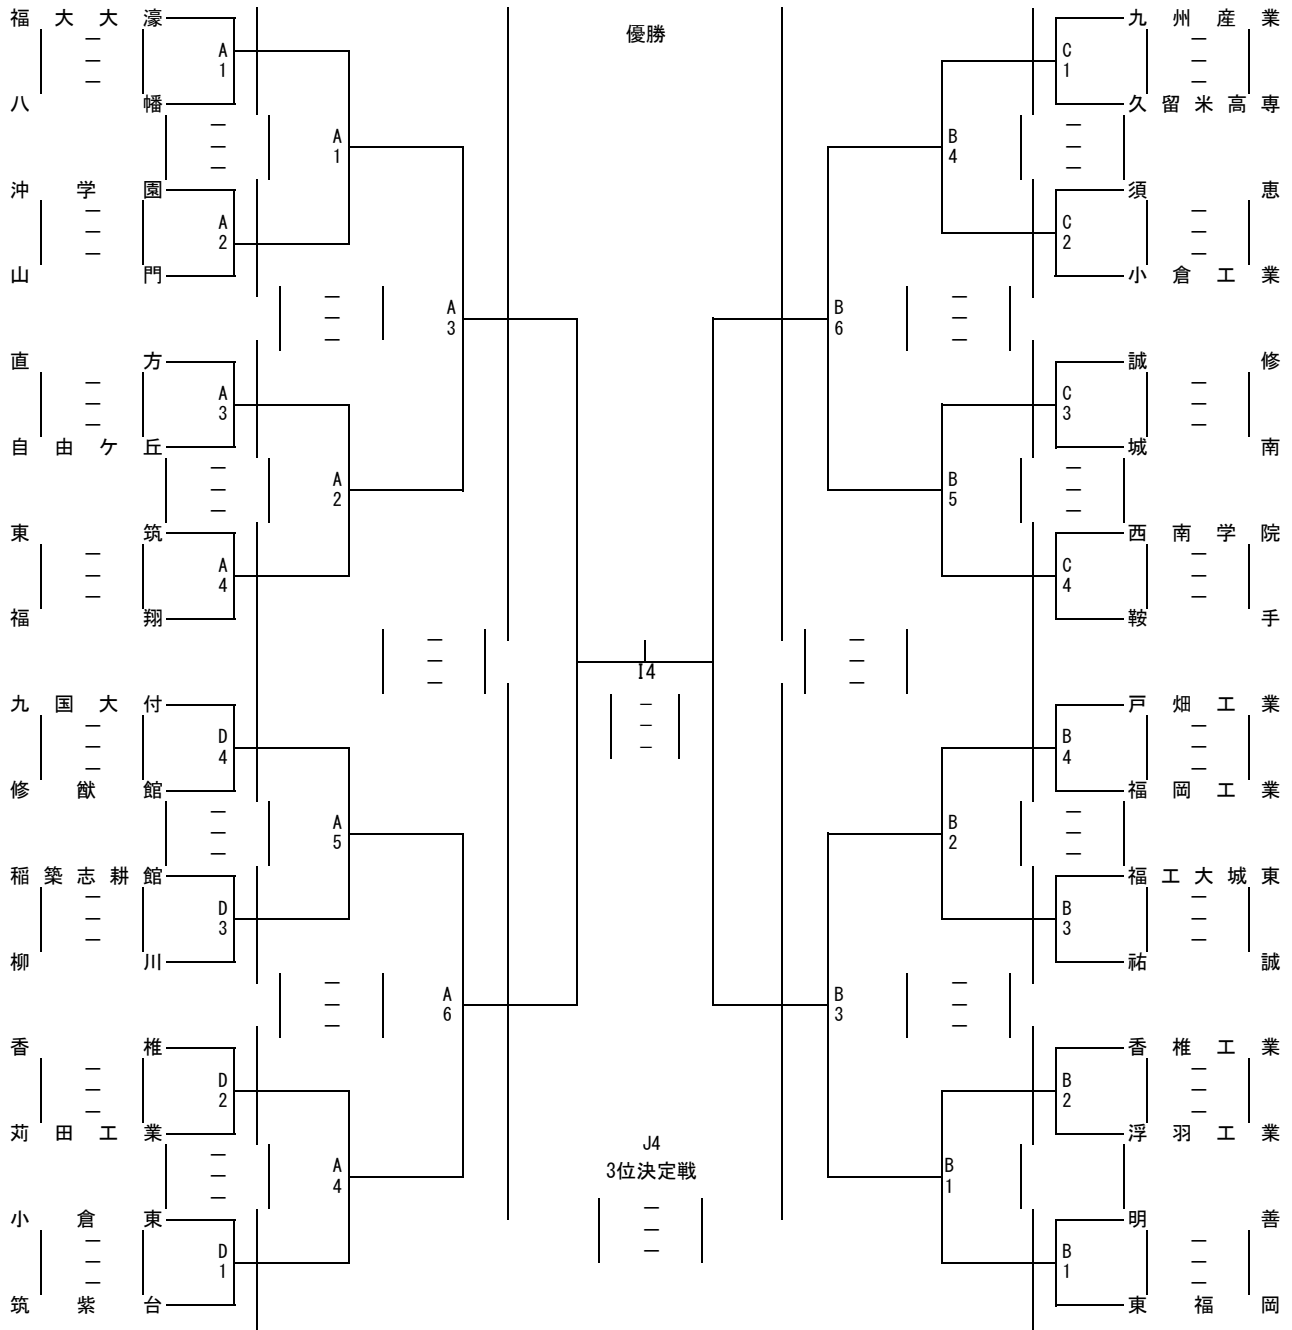 優勝
福大大濠
A1
八幡
A1
沖学園
A2
山門
A3
直方
A3
自由ケ丘
A2
東筑
A4
福翔
九国大付
D4
修猷館
A5
稲築志耕館
D3
柳川
A6
香椎
D2
苅田工業
A4
小倉東
D1
筑紫台
I4
J4
3位決定戦
九州産業
C1
久留米高専
B4
須恵
C2
小倉工業
B6
誠修
C3
城南
B5
西南学院
C4
鞍手
戸畑工業
B4
福岡工業
B2
福工大城東
B3
祐誠
B3
香椎工業
B2
浮羽工業
B1
明善
B1
東福岡